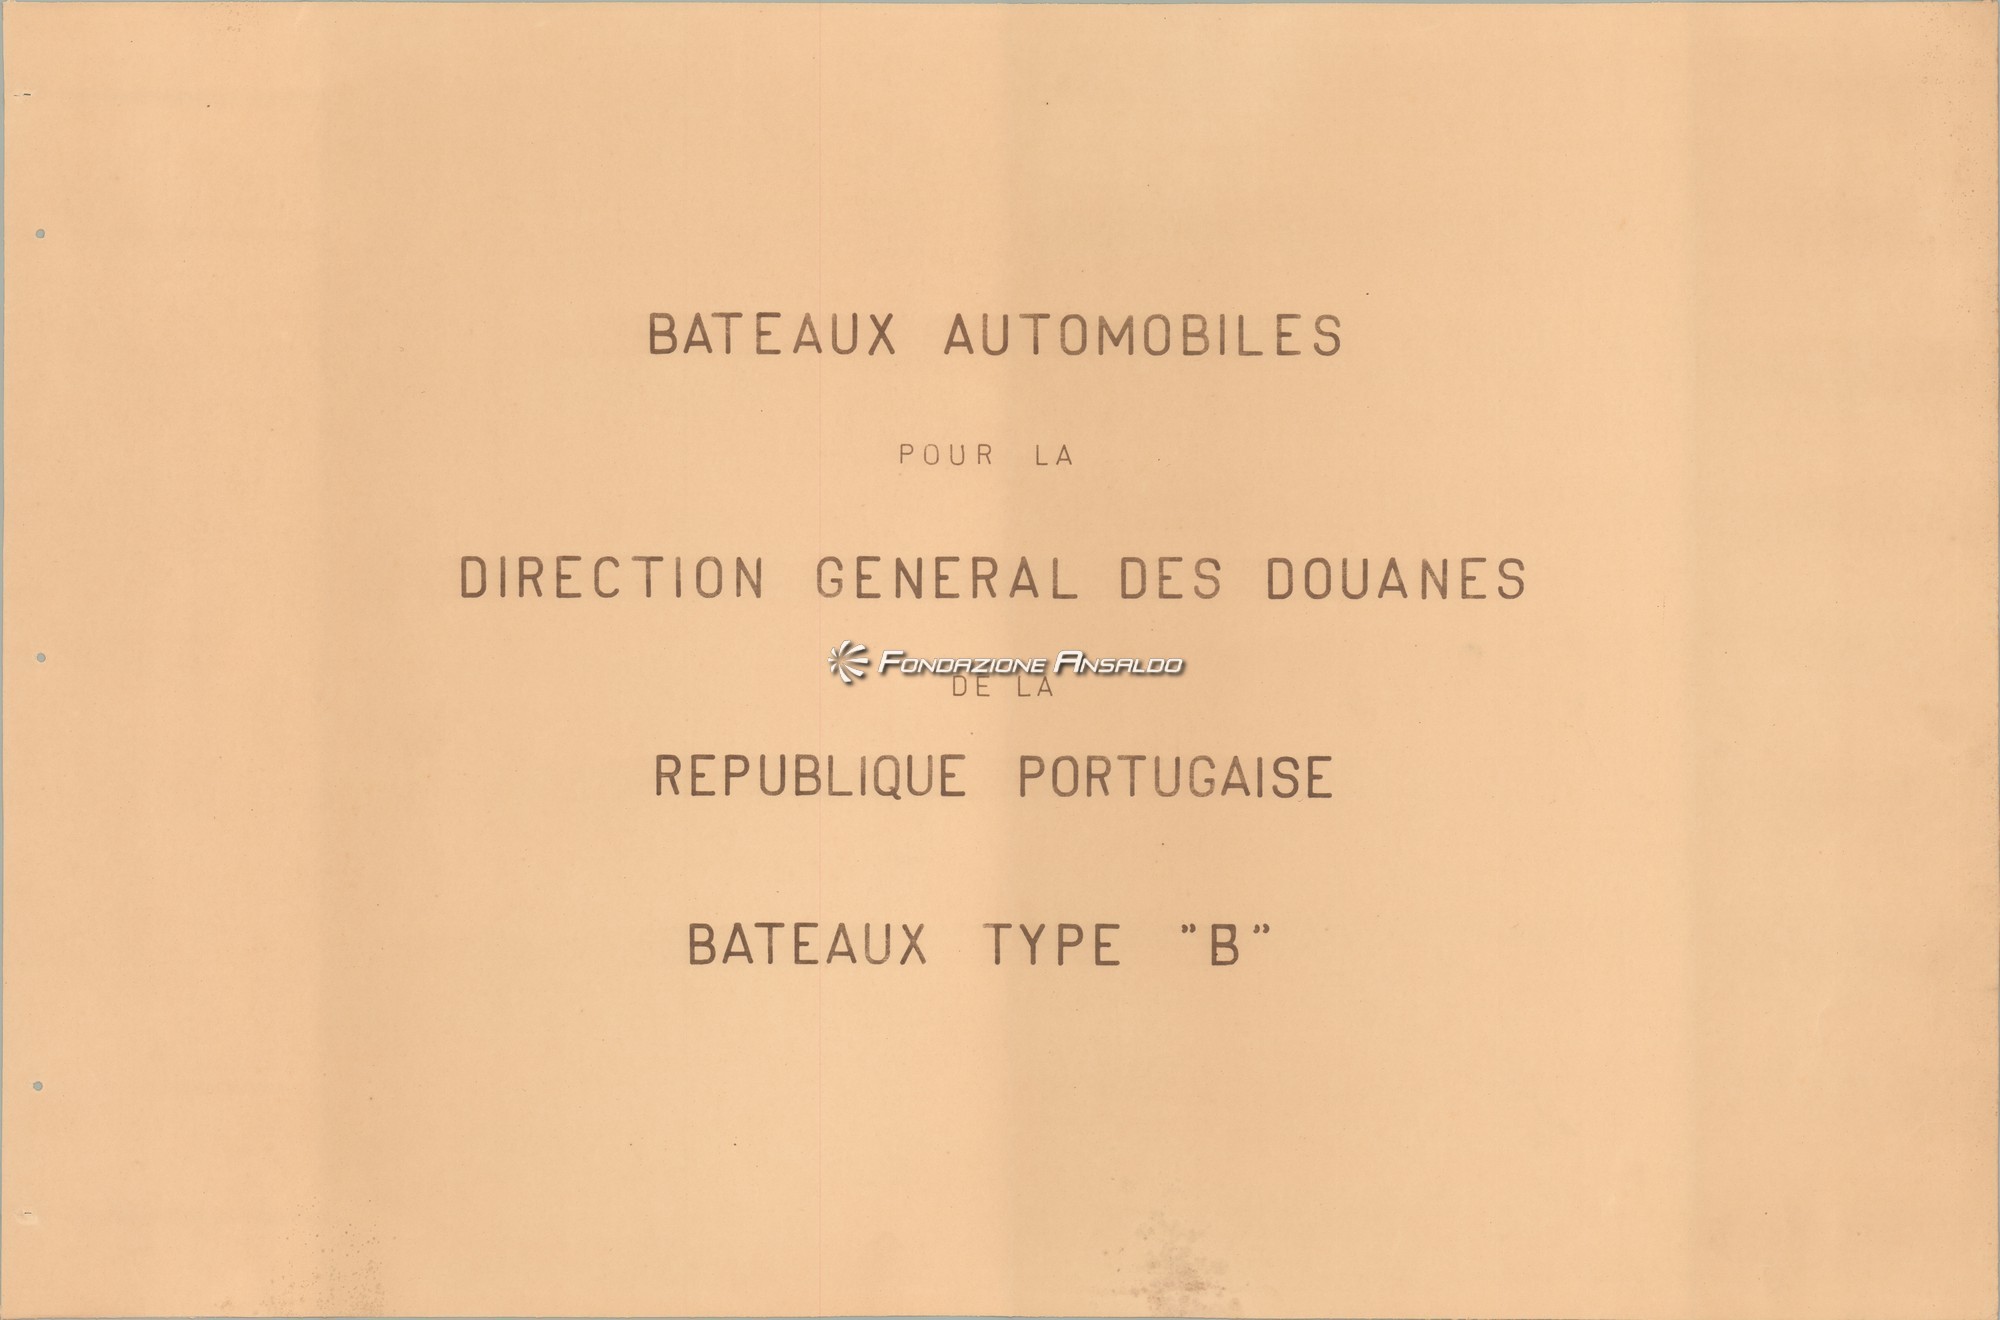 BATEAUX AUTOMOBILES
POUR LA
DIRECTION GENERAL DES DOUANES
FONDAZIONE ANSALDO
DE LA
REPUBLIQUE PORTUGAISE
BATEAUX TYPE "B"